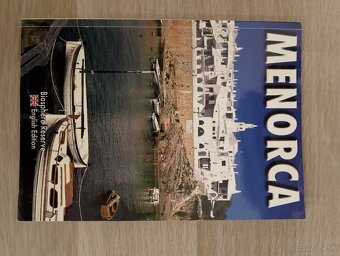 MENORCA
Biosphere Reserve
English Edition